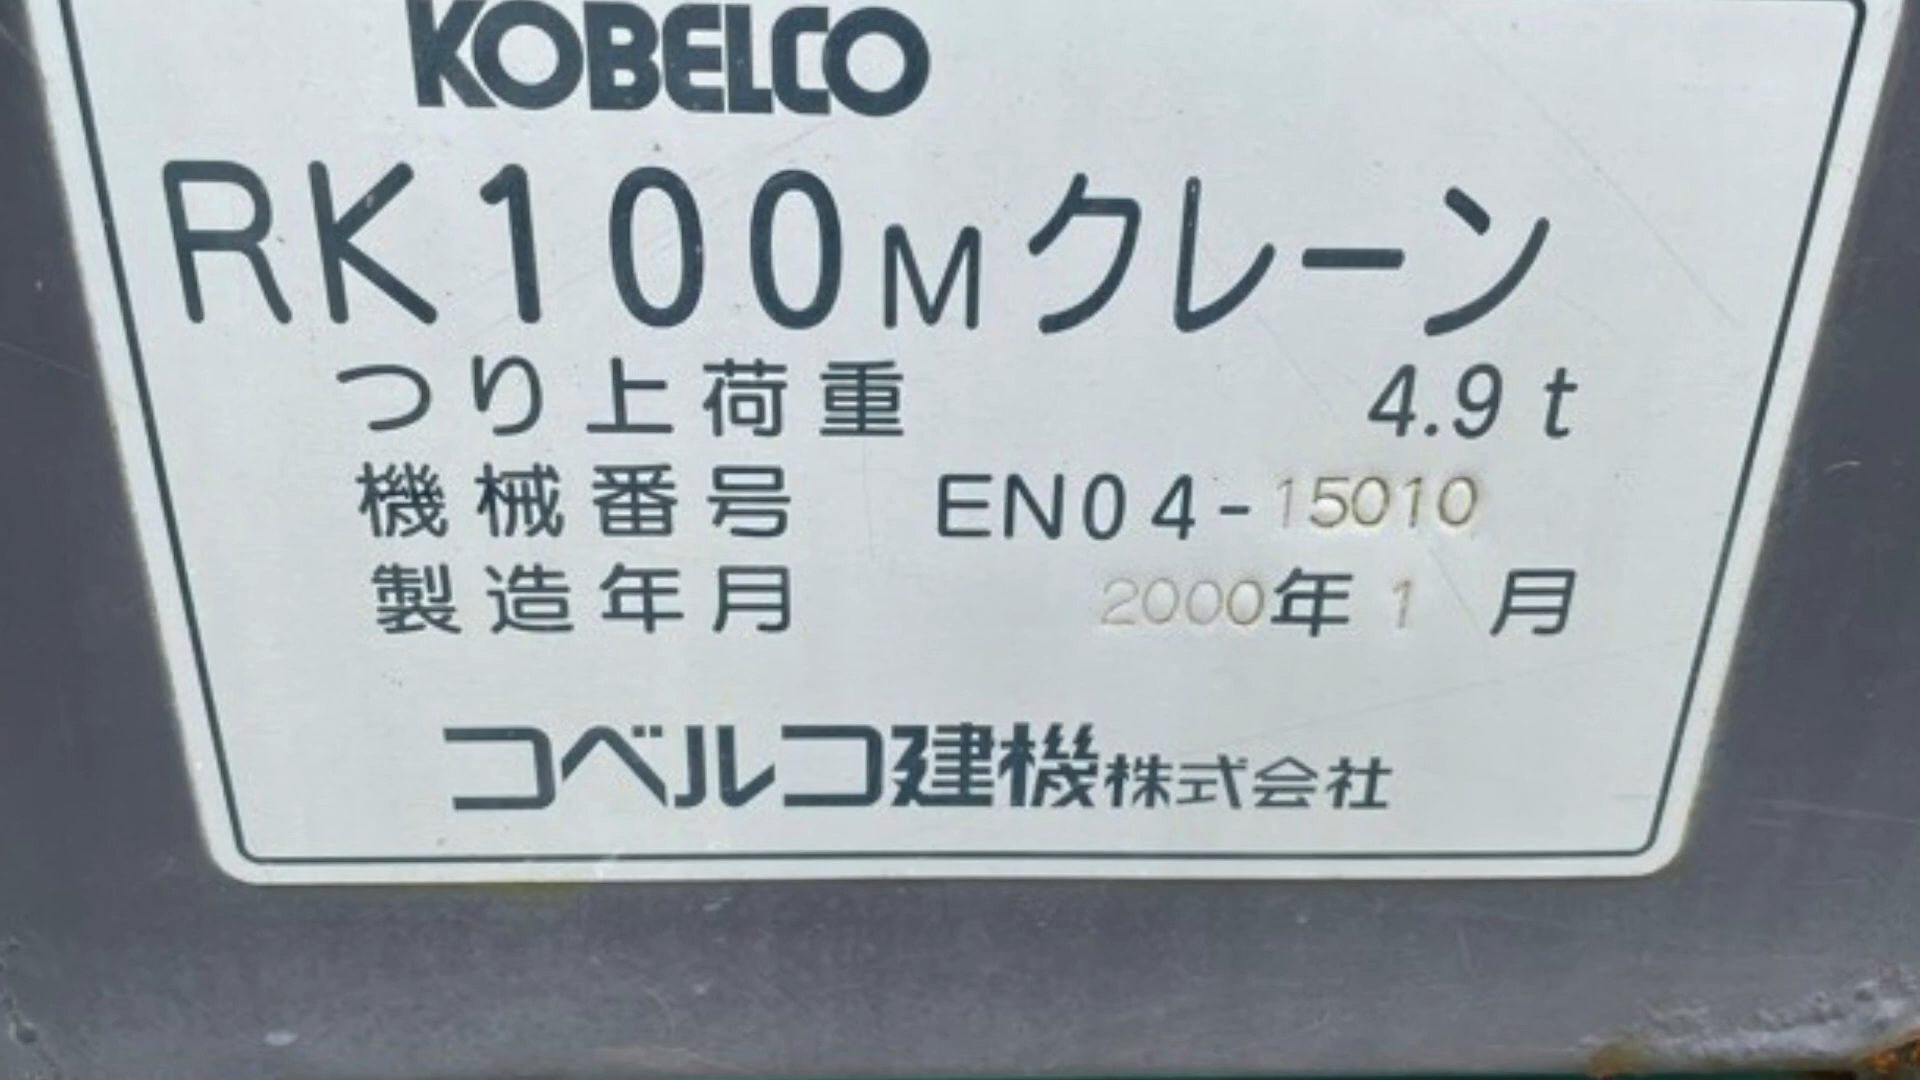 KOBELCO
RK100Mクレーン
つり上荷重 4.9t
機械番号 EN04-15010
製造年月 2000年1月
コベルコ建機株式会社